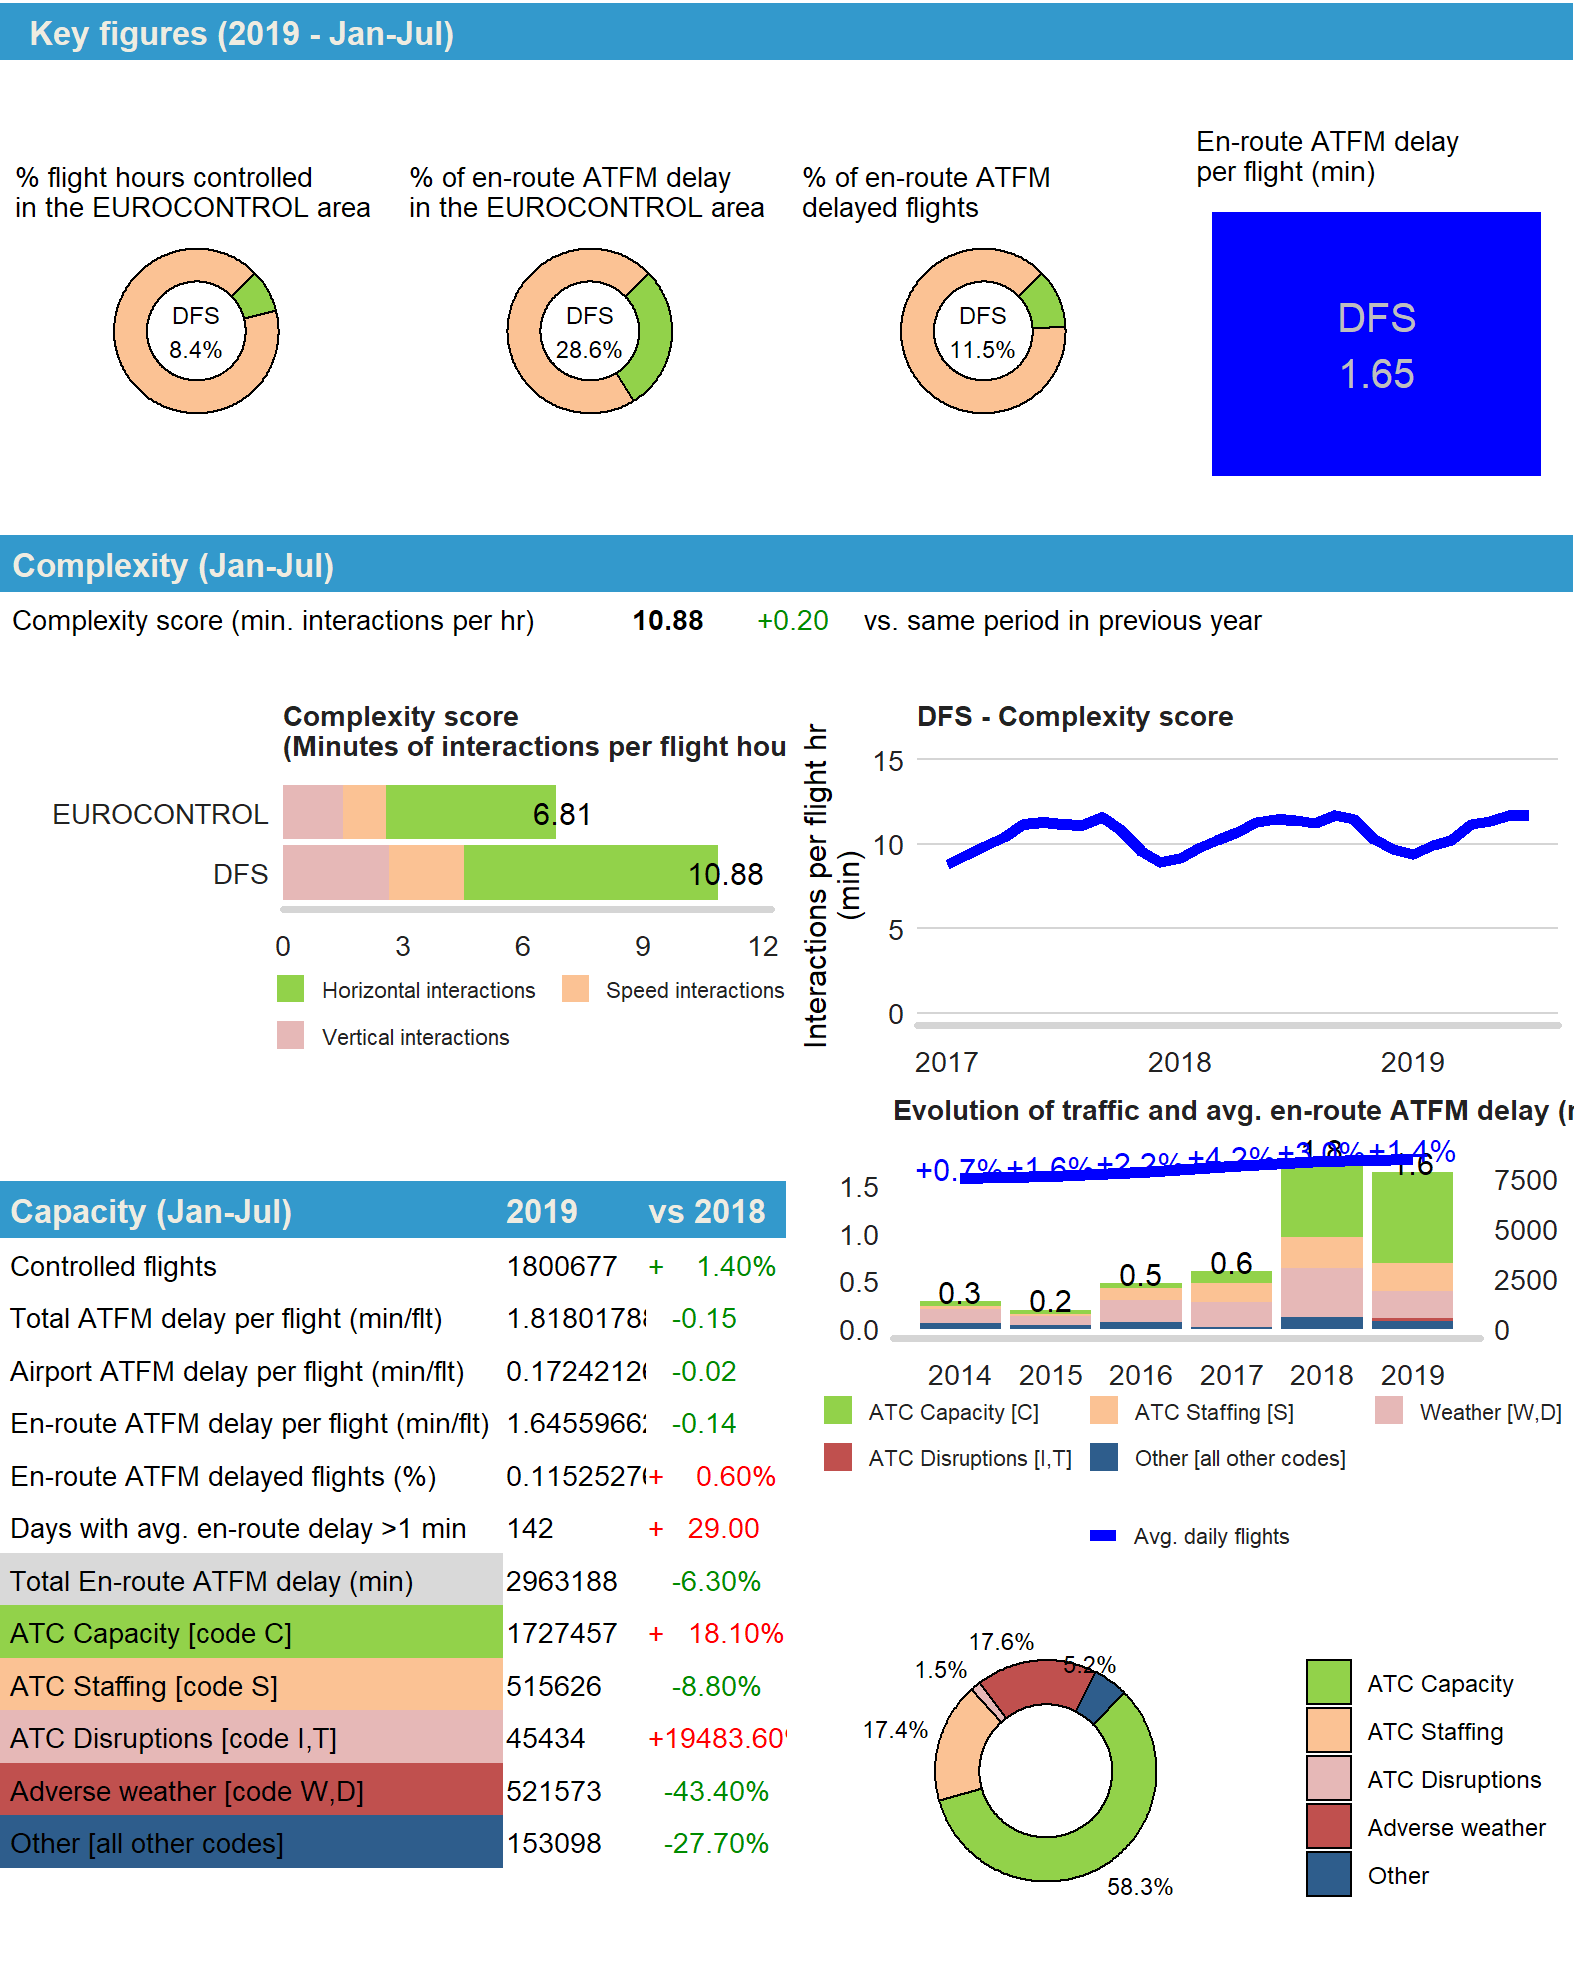 Key figures (2019 - Jan-Jul)
% flight hours controlled
in the EUROCONTROL area
DFS
8.4%
% of en-route ATFM delay
in the EUROCONTROL area
DFS
28.6%
% of en-route ATFM
delayed flights
DFS
11.5%
En-route ATFM delay
per flight (min)
DFS
1.65
Complexity (Jan-Jul)
Complexity score (min. interactions per hr) 10.88 +0.20 vs. same period in previous year
Complexity score
(Minutes of interactions per flight hou
EUROCONTROL 6.81
DFS 10.88
0 3 6 9 12
Horizontal interactions Speed interactions
Vertical interactions
DFS - Complexity score
Interactions per flight hr
(min)
15
10
5
0
2017 2018 2019
Evolution of traffic and avg. en-route ATFM delay (
+0.7% +1.6% +2.2% +4.2% +3.0% +1.4%
1.8
1.6
0.3 0.2 0.5 0.6
1.5
1.0
0.5
0.0
7500
5000
2500
0
2014 2015 2016 2017 2018 2019
ATC Capacity [C] ATC Staffing [S] Weather [W,D]
ATC Disruptions [I,T] Other [all other codes]
Avg. daily flights
Capacity (Jan-Jul) 2019 vs 2018
Controlled flights 1800677 + 1.40%
Total ATFM delay per flight (min/flt) 1.8180178 -0.15
Airport ATFM delay per flight (min/flt) 0.1724212 -0.02
En-route ATFM delay per flight (min/flt) 1.6455966 -0.14
En-route ATFM delayed flights (%) 0.1152527 + 0.60%
Days with avg. en-route delay >1 min 142 + 29.00
Total En-route ATFM delay (min) 2963188 -6.30%
ATC Capacity [code C] 1727457 + 18.10%
ATC Staffing [code S] 515626 -8.80%
ATC Disruptions [code I,T] 45434 +19483.60
Adverse weather [code W,D] 521573 -43.40%
Other [all other codes] 153098 -27.70%
17.6%
5.2%
1.5%
17.4%
58.3%
ATC Capacity
ATC Staffing
ATC Disruptions
Adverse weather
Other